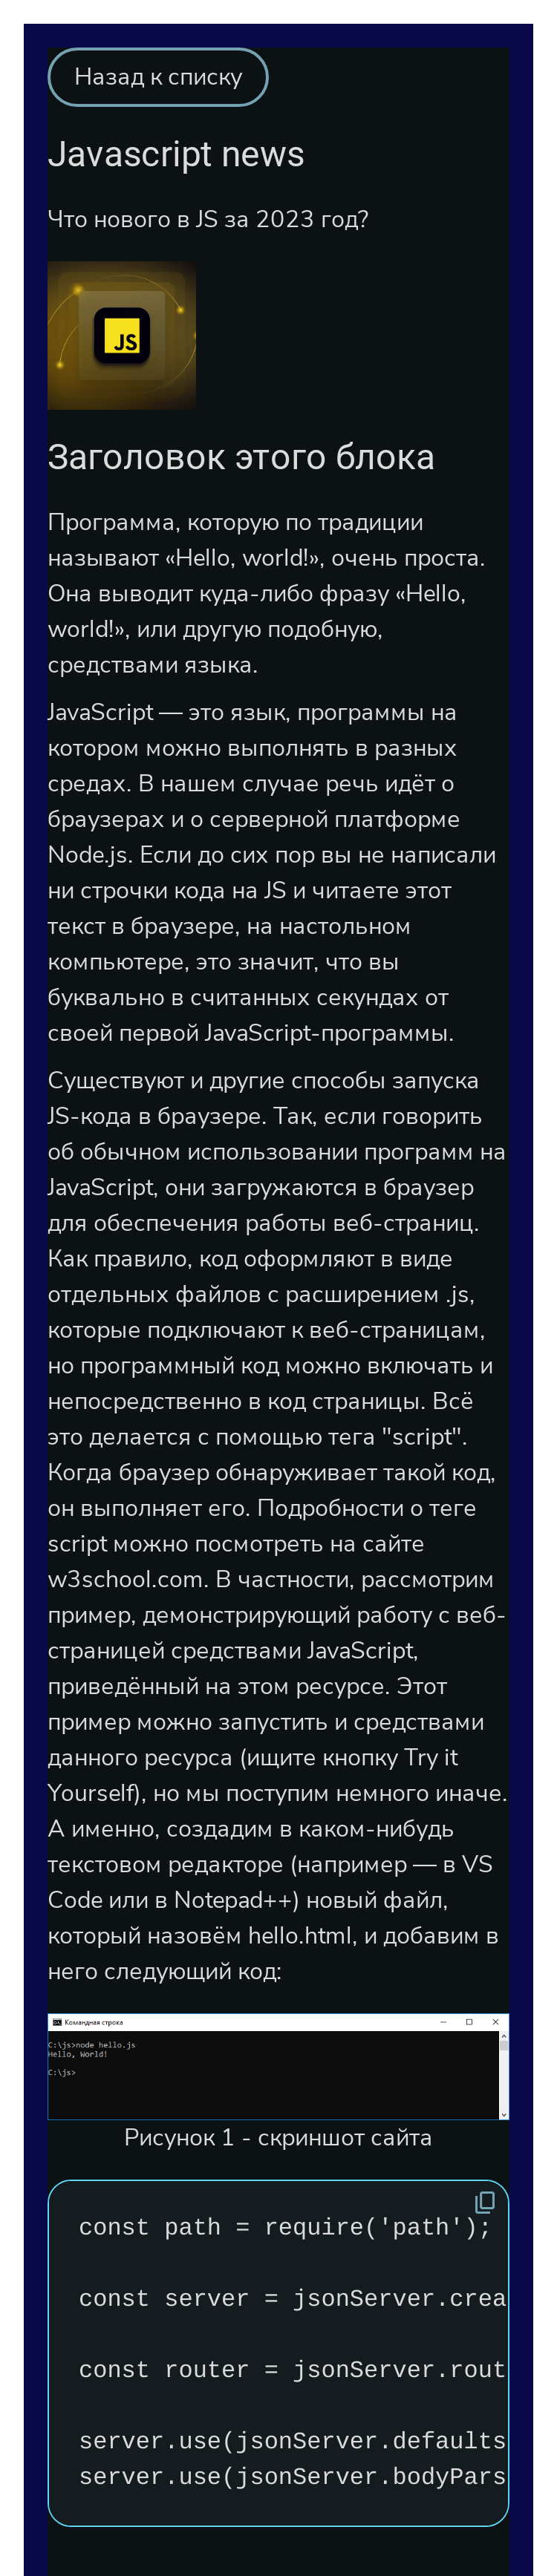 Назад к списку
Javascript news
Что нового в JS за 2023 год?
JS
Заголовок этого блока
Программа, которую по традиции
называют «Hello, world!», очень проста.
Она выводит куда-либо фразу «Hello,
world!», или другую подобную,
средствами языка.
JavaScript — это язык, программы на
котором можно выполнять в разных
средах. В нашем случае речь идёт о
браузерах и о серверной платформе
Node.js. Если до сих пор вы не написали
ни строчки кода на JS и читаете этот
текст в браузере, на настольном
компьютере, это значит, что вы
буквально в считанных секундах от
своей первой JavaScript-программы.
Существуют и другие способы запуска
JS-кода в браузере. Так, если говорить
об обычном использовании программ на
JavaScript, они загружаются в браузер
для обеспечения работы веб-страниц.
Как правило, код оформляют в виде
отдельных файлов с расширением .js,
которые подключают к веб-страницам,
но программный код можно включать и
непосредственно в код страницы. Всё
это делается с помощью тега "script".
Когда браузер обнаруживает такой код,
он выполняет его. Подробности о теге
script можно посмотреть на сайте
w3school.com. В частности, рассмотрим
пример, демонстрирующий работу с веб-
страницей средствами JavaScript,
приведённый на этом ресурсе. Этот
пример можно запустить и средствами
данного ресурса (ищите кнопку Try it
Yourself), но мы поступим немного иначе.
А именно, создадим в каком-нибудь
текстовом редакторе (например — в VS
Code или в Notepad++) новый файл,
который назовём hello.html, и добавим в
него следующий код:
Командная строка
C:\js>node hello.js
Hello, World!
C:\js>
Рисунок 1 - скриншот сайта
const path = require('path');
const server = jsonServer.crea
const router = jsonServer.rout
server.use(jsonServer.defaults
server.use(jsonServer.bodyPars